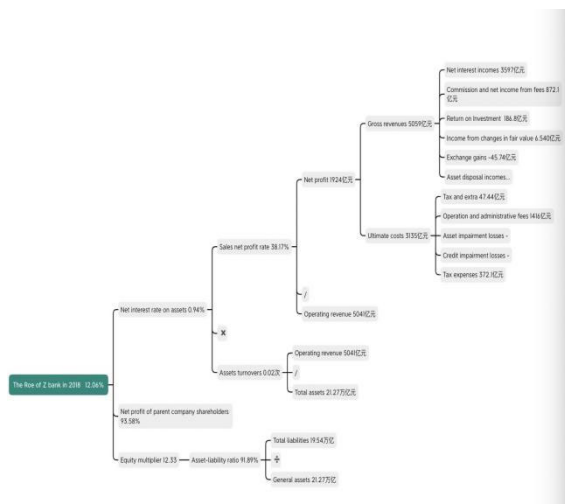 The Roe of Z bank in 2018 12.06%
Net interest rate on assets 0.94%
Sales net profit rate 38.17%
Net profit 1924亿元
Gross revenues 5059亿元
Net interest incomes 3597亿元
Commission and net income from fees 872.1
亿元
Return on Investment 186.8亿元
Income from changes in fair value 6.540亿元
Exchange gains -45.74亿元
Asset disposal incomes...
Ultimate costs 3135亿元
Tax and extra 47.44亿元
Operation and administrative fees 1416亿元
Asset impairment losses -
Credit impairment losses -
Tax expenses 372.1亿元
/
Operating revenue 5041亿元
×
Assets turnovers 0.02次
Operating revenue 5041亿元
/
Total assets 21.27万亿元
Net profit of parent company shareholders
93.58%
Equity multiplier 12.33
Asset-liability ratio 91.89%
Total liabilities 19.54万亿
÷
General assets 21.27万亿